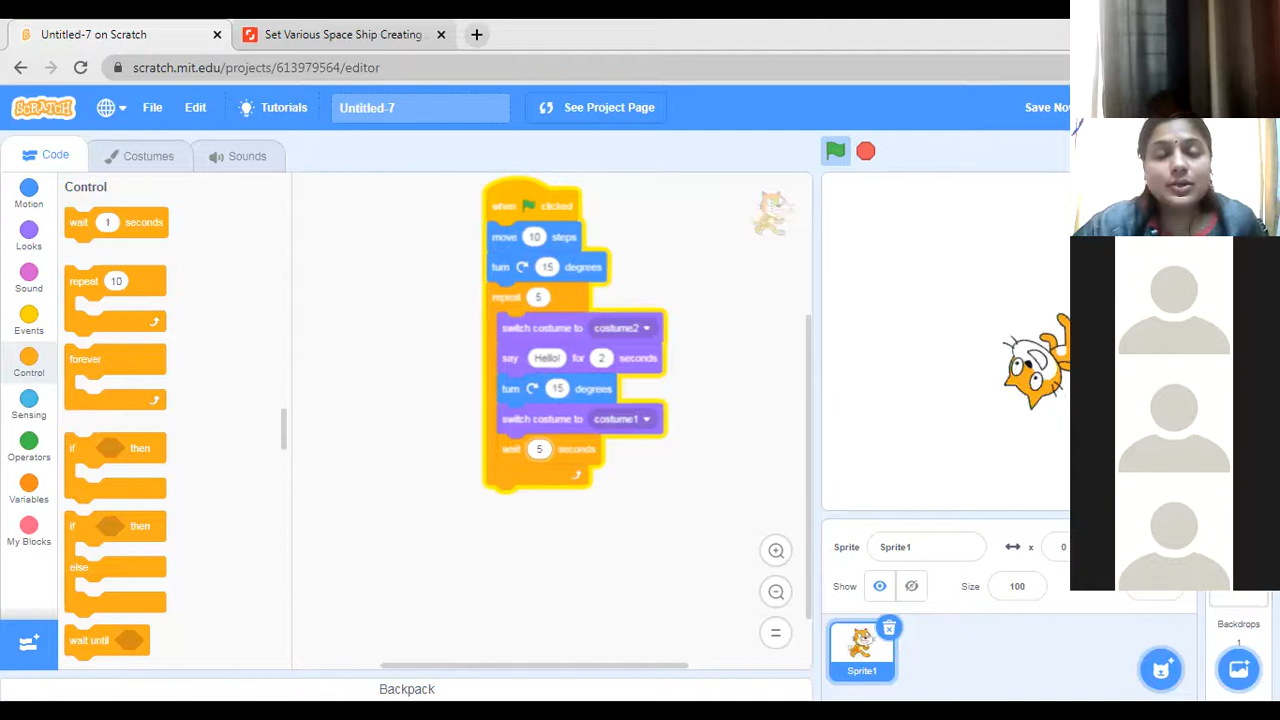 Untitled-7 on Scratch
Set Various Space Ship Creating
scratch.mit.edu/projects/613979564/editor
SCRATCH
File
Edit
Tutorials
Untitled-7
See Project Page
Save Now
Code
Costumes
Sounds
Motion
Looks
Sound
Events
Control
Sensing
Operators
Variables
My Blocks
Control
wait 1 seconds
repeat 10
forever
if then
if then
else
wait until
when clicked
move 10 steps
turn 15 degrees
repeat 5
switch costume to costume2
say Hello! for 2 seconds
turn 15 degrees
switch costume to costume1
wait 5 seconds
Backpack
Sprite Sprite1 x 0
Show Size 100
Sprite1
Backdrops
1